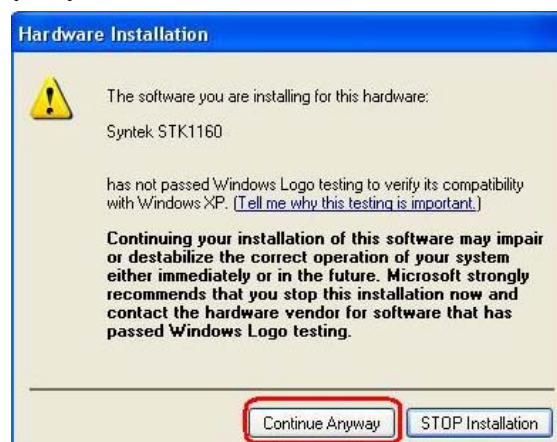 Hardware Installation
The software you are installing for this hardware:
Syntek STK1160
has not passed Windows Logo testing to verify its compatibility
with Windows XP. (Tell me why this testing is important.)
Continuing your installation of this software may impair
or destabilize the correct operation of your system
either immediately or in the future. Microsoft strongly
recommends that you stop this installation now and
contact the hardware vendor for software that has
passed Windows Logo testing.
Continue Anyway
STOP Installation